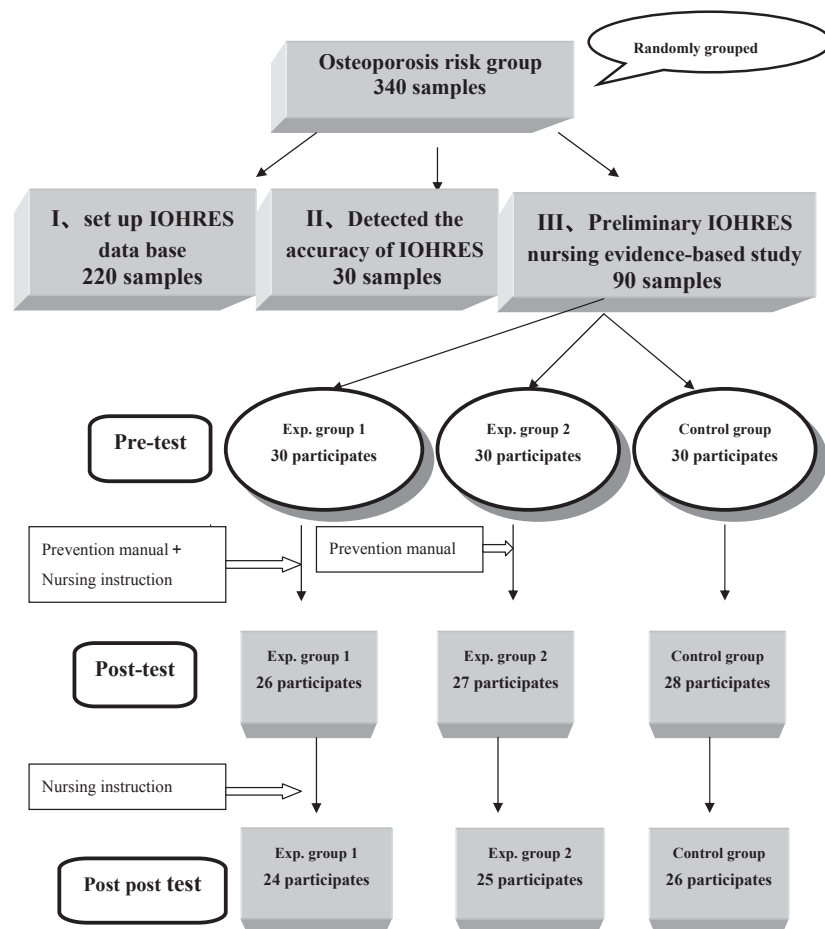 Randomly grouped
Osteoporosis risk group
340 samples
I、set up IOHRES
data base
220 samples
II、Detected the
accuracy of IOHRES
30 samples
III、Preliminary IOHRES
nursing evidence-based study
90 samples
Pre-test
Exp. group 1
30 participates
Exp. group 2
30 participates
Control group
30 participates
Prevention manual +
Nursing instruction
Prevention manual
Post-test
Exp. group 1
26 participates
Exp. group 2
27 participates
Control group
28 participates
Nursing instruction
Post post test
Exp. group 1
24 participates
Exp. group 2
25 participates
Control group
26 participates